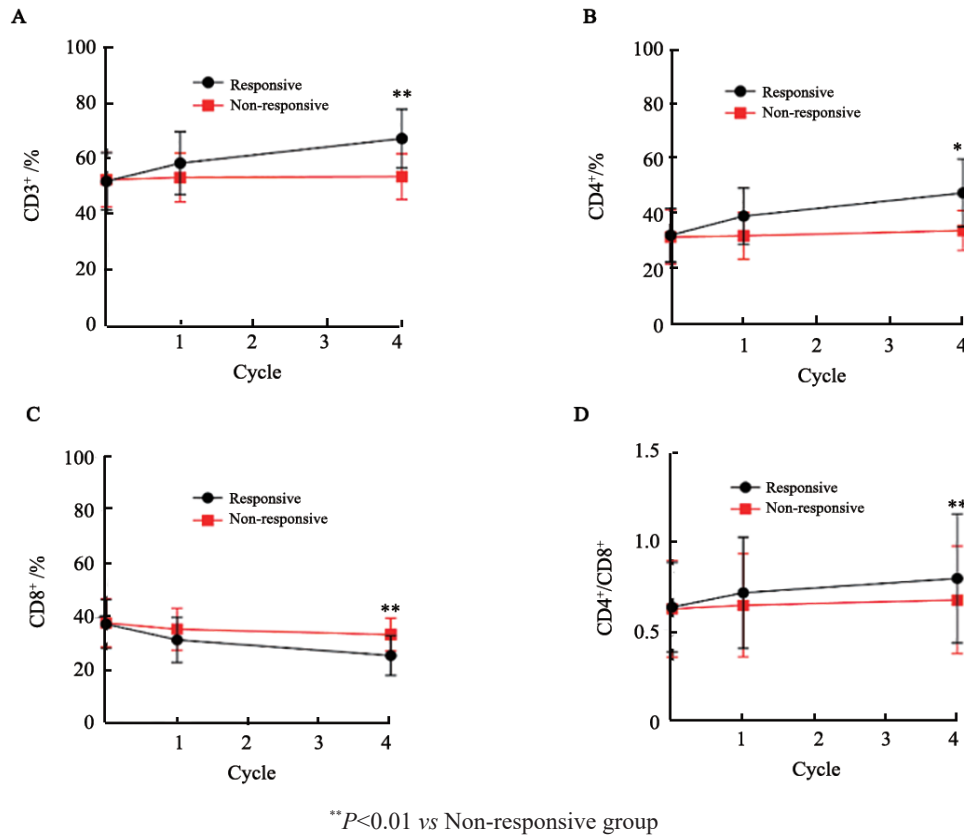 A
100
80
60
40
20
0
CD3⁺ /%
Responsive
Non-responsive
**
1 2 3 4
Cycle
B
100
80
60
40
20
0
CD4⁺/%
Responsive
Non-responsive
*
1 2 3 4
Cycle
C
100
80
60
40
20
0
CD8⁺ /%
Responsive
Non-responsive
**
1 2 3 4
Cycle
D
1.5
1.0
0.5
0
CD4⁺/CD8⁺
Responsive
Non-responsive
**
1 2 3 4
Cycle
**P<0.01 vs Non-responsive group